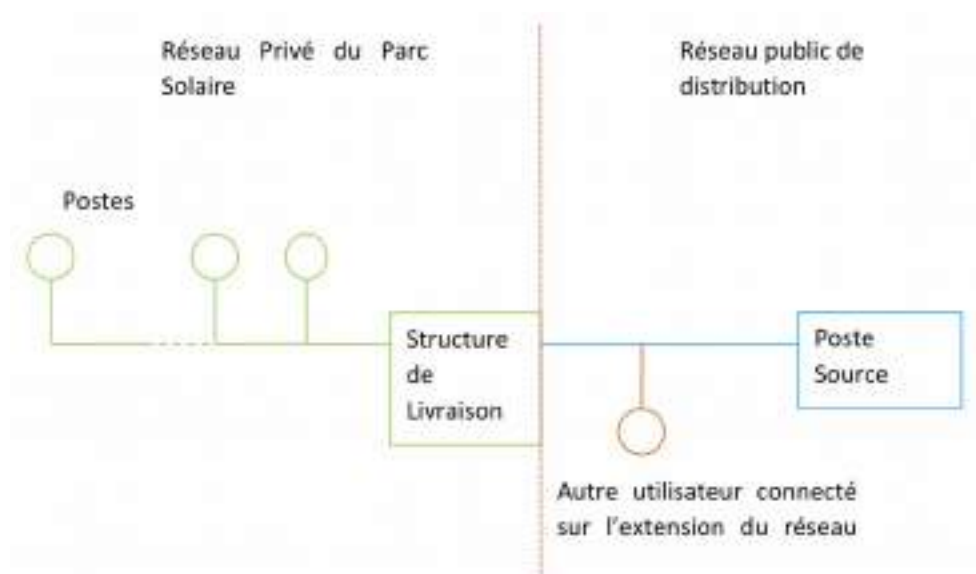 Réseau Privé du Parc
Solaire
Réseau public de
distribution
Postes
Structure
de
Livraison
Poste
Source
Autre utilisateur connecté
sur l'extension du réseau